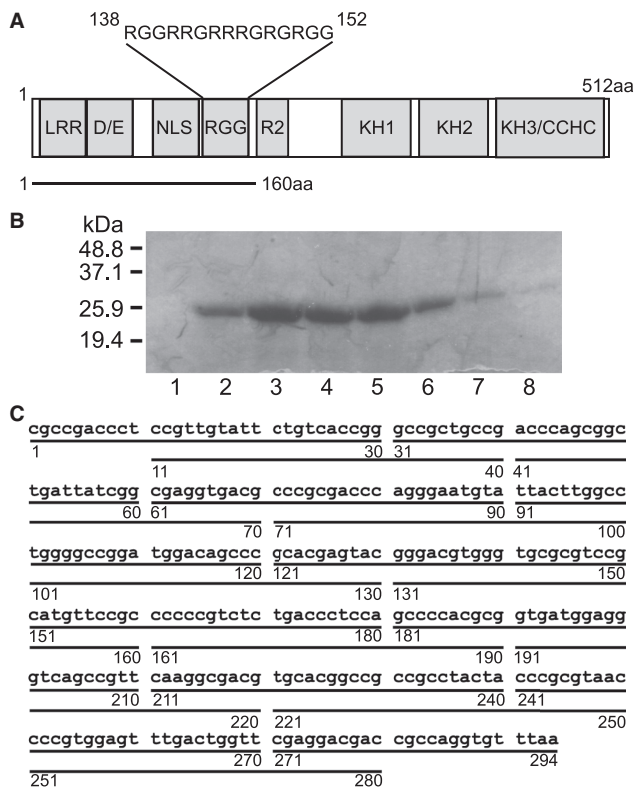 A
138 RGGRRGRRRGRGRGG 152
1 512aa
LRR D/E NLS RGG R2 KH1 KH2 KH3/CCHC
1 160aa
B
kDa
48.8
37.1
25.9
19.4
1 2 3 4 5 6 7 8
C
cgccgaccct ccgttgtatt ctgtcaccgg gccgctgccg acccagcggc
1 30 31
11 40 41
tgattatcgg cgaggtgacg cccgcgaccc agggaatgta ttacttggcc
60 61 90 91
70 71 100
tggggccgga tggacagccc gcacgagtac gggacgtggg tgcgcgtccg
120 121 150
101 130 131
catgttccgc cccccgtctc tgaccctcca gccccacgcg gtgatggagg
151 180 181
160 161 190 191
gtcagccgtt caaggcgacg tgcacggccg ccgcctacta cccgcgtaac
210 211 240 241
220 221 250
cccgtggagt ttgactggtt cgaggacgac cgccaggtgt ttaa
270 271 294
251 280